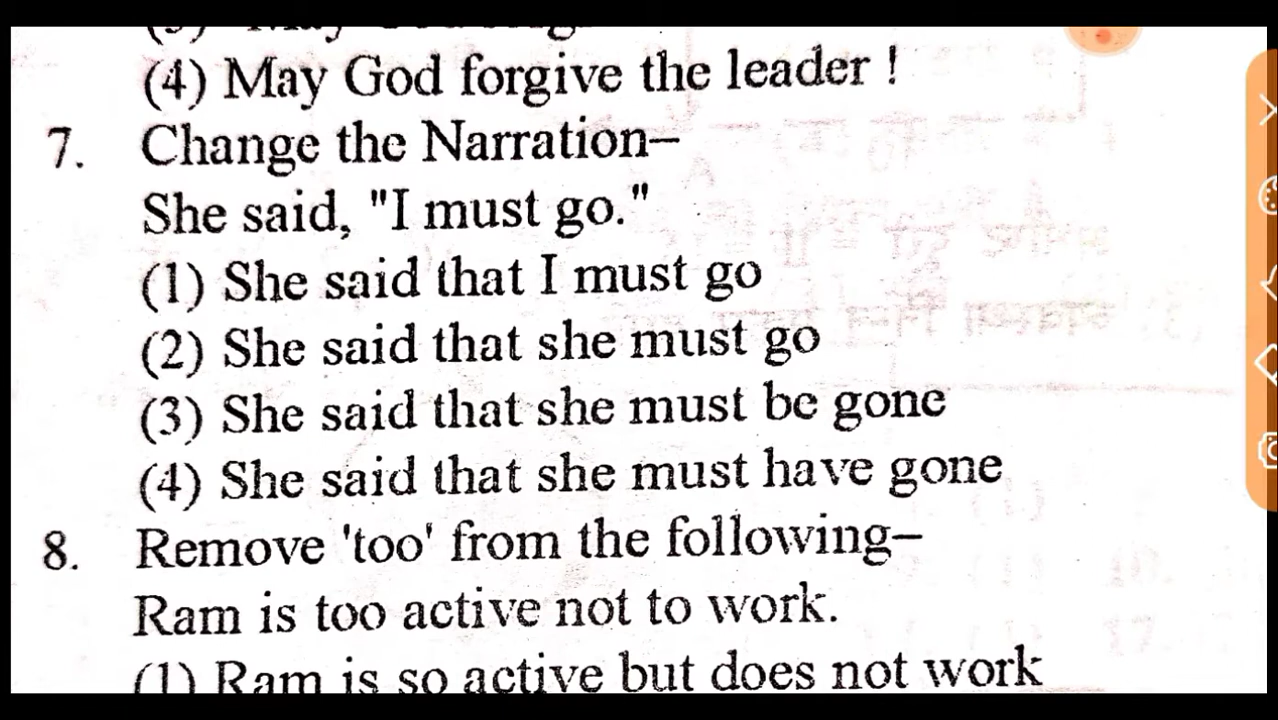 (4) May God forgive the leader !
7. Change the Narration–
She said, "I must go."
(1) She said that I must go
(2) She said that she must go
(3) She said that she must be gone
(4) She said that she must have gone
8. Remove 'too' from the following–
Ram is too active not to work.
(1) Ram is so active but does not work